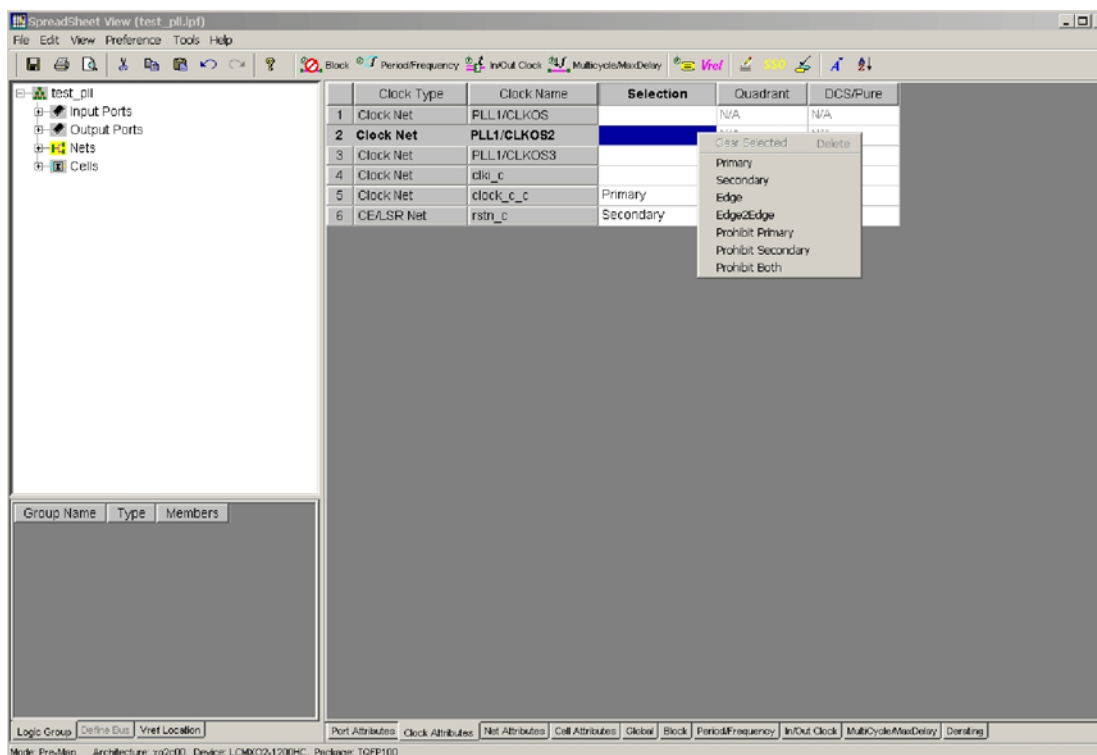 SpreadSheet View (test_pll.lpf)
File Edit View Preference Tools Help
Block Period/Frequency In/Out Clock Multicycle/MaxDelay Vref SSO A
test_pll
Input Ports
Output Ports
Nets
Cells
Clock Type Clock Name Selection Quadrant DCS/Pure
1 Clock Net PLL1/CLKOS N/A N/A
2 Clock Net PLL1/CLKOS2
3 Clock Net PLL1/CLKOS3
4 Clock Net clki_c
5 Clock Net clock_c_c Primary
6 CE/LSR Net rstn_c Secondary
Clear Selected Delete
Primary
Secondary
Edge
Edge2Edge
Prohibit Primary
Prohibit Secondary
Prohibit Both
Group Name Type Members
Logic Group Define Bus Vref Location
Port Attributes Clock Attributes Net Attributes Cell Attributes Global Block Period/Frequency In/Out Clock MultiCycle/MaxDelay Derating
Mode: Pre-Map. Architecture: xo2c00 Device: LCMXO2-1200HC Package: TQFP100